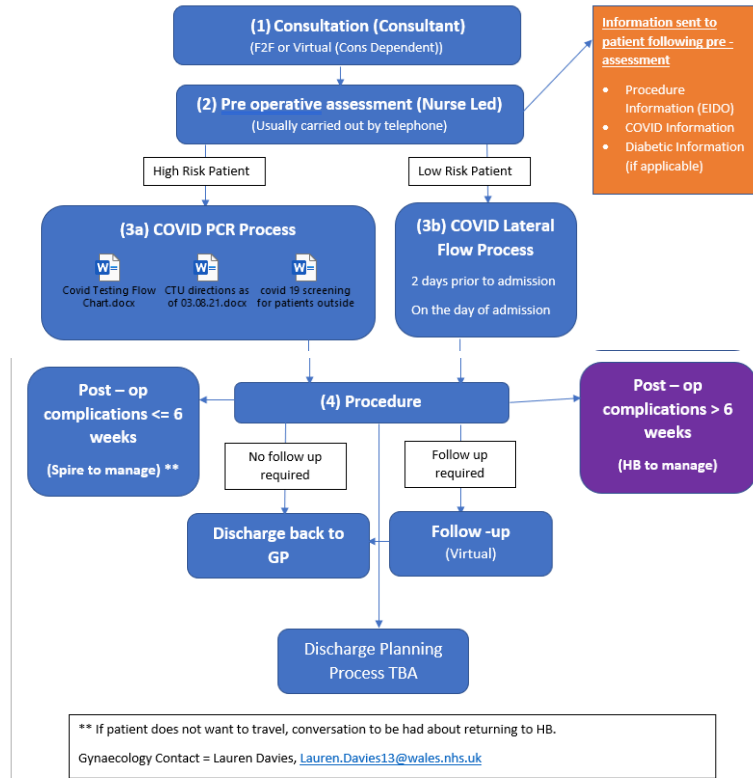 (1) Consultation (Consultant)
(F2F or Virtual (Cons Dependent))
Information sent to
patient following pre -
assessment
• Procedure
Information (EIDO)
• COVID Information
• Diabetic Information
(if applicable)
(2) Pre operative assessment (Nurse Led)
(Usually carried out by telephone)
High Risk Patient
Low Risk Patient
(3a) COVID PCR Process
Covid Testing Flow
Chart.docx
CTU directions as
of 03.08.21.docx
covid 19 screening
for patients outside
(3b) COVID Lateral
Flow Process
2 days prior to admission
On the day of admission
Post – op
complications <= 6
weeks
(Spire to manage) **
(4) Procedure
Post – op
complications > 6
weeks
(HB to manage)
No follow up
required
Follow up
required
Discharge back to
GP
Follow -up
(Virtual)
Discharge Planning
Process TBA
** If patient does not want to travel, conversation to be had about returning to HB.
Gynaecology Contact = Lauren Davies, Lauren.Davies13@wales.nhs.uk